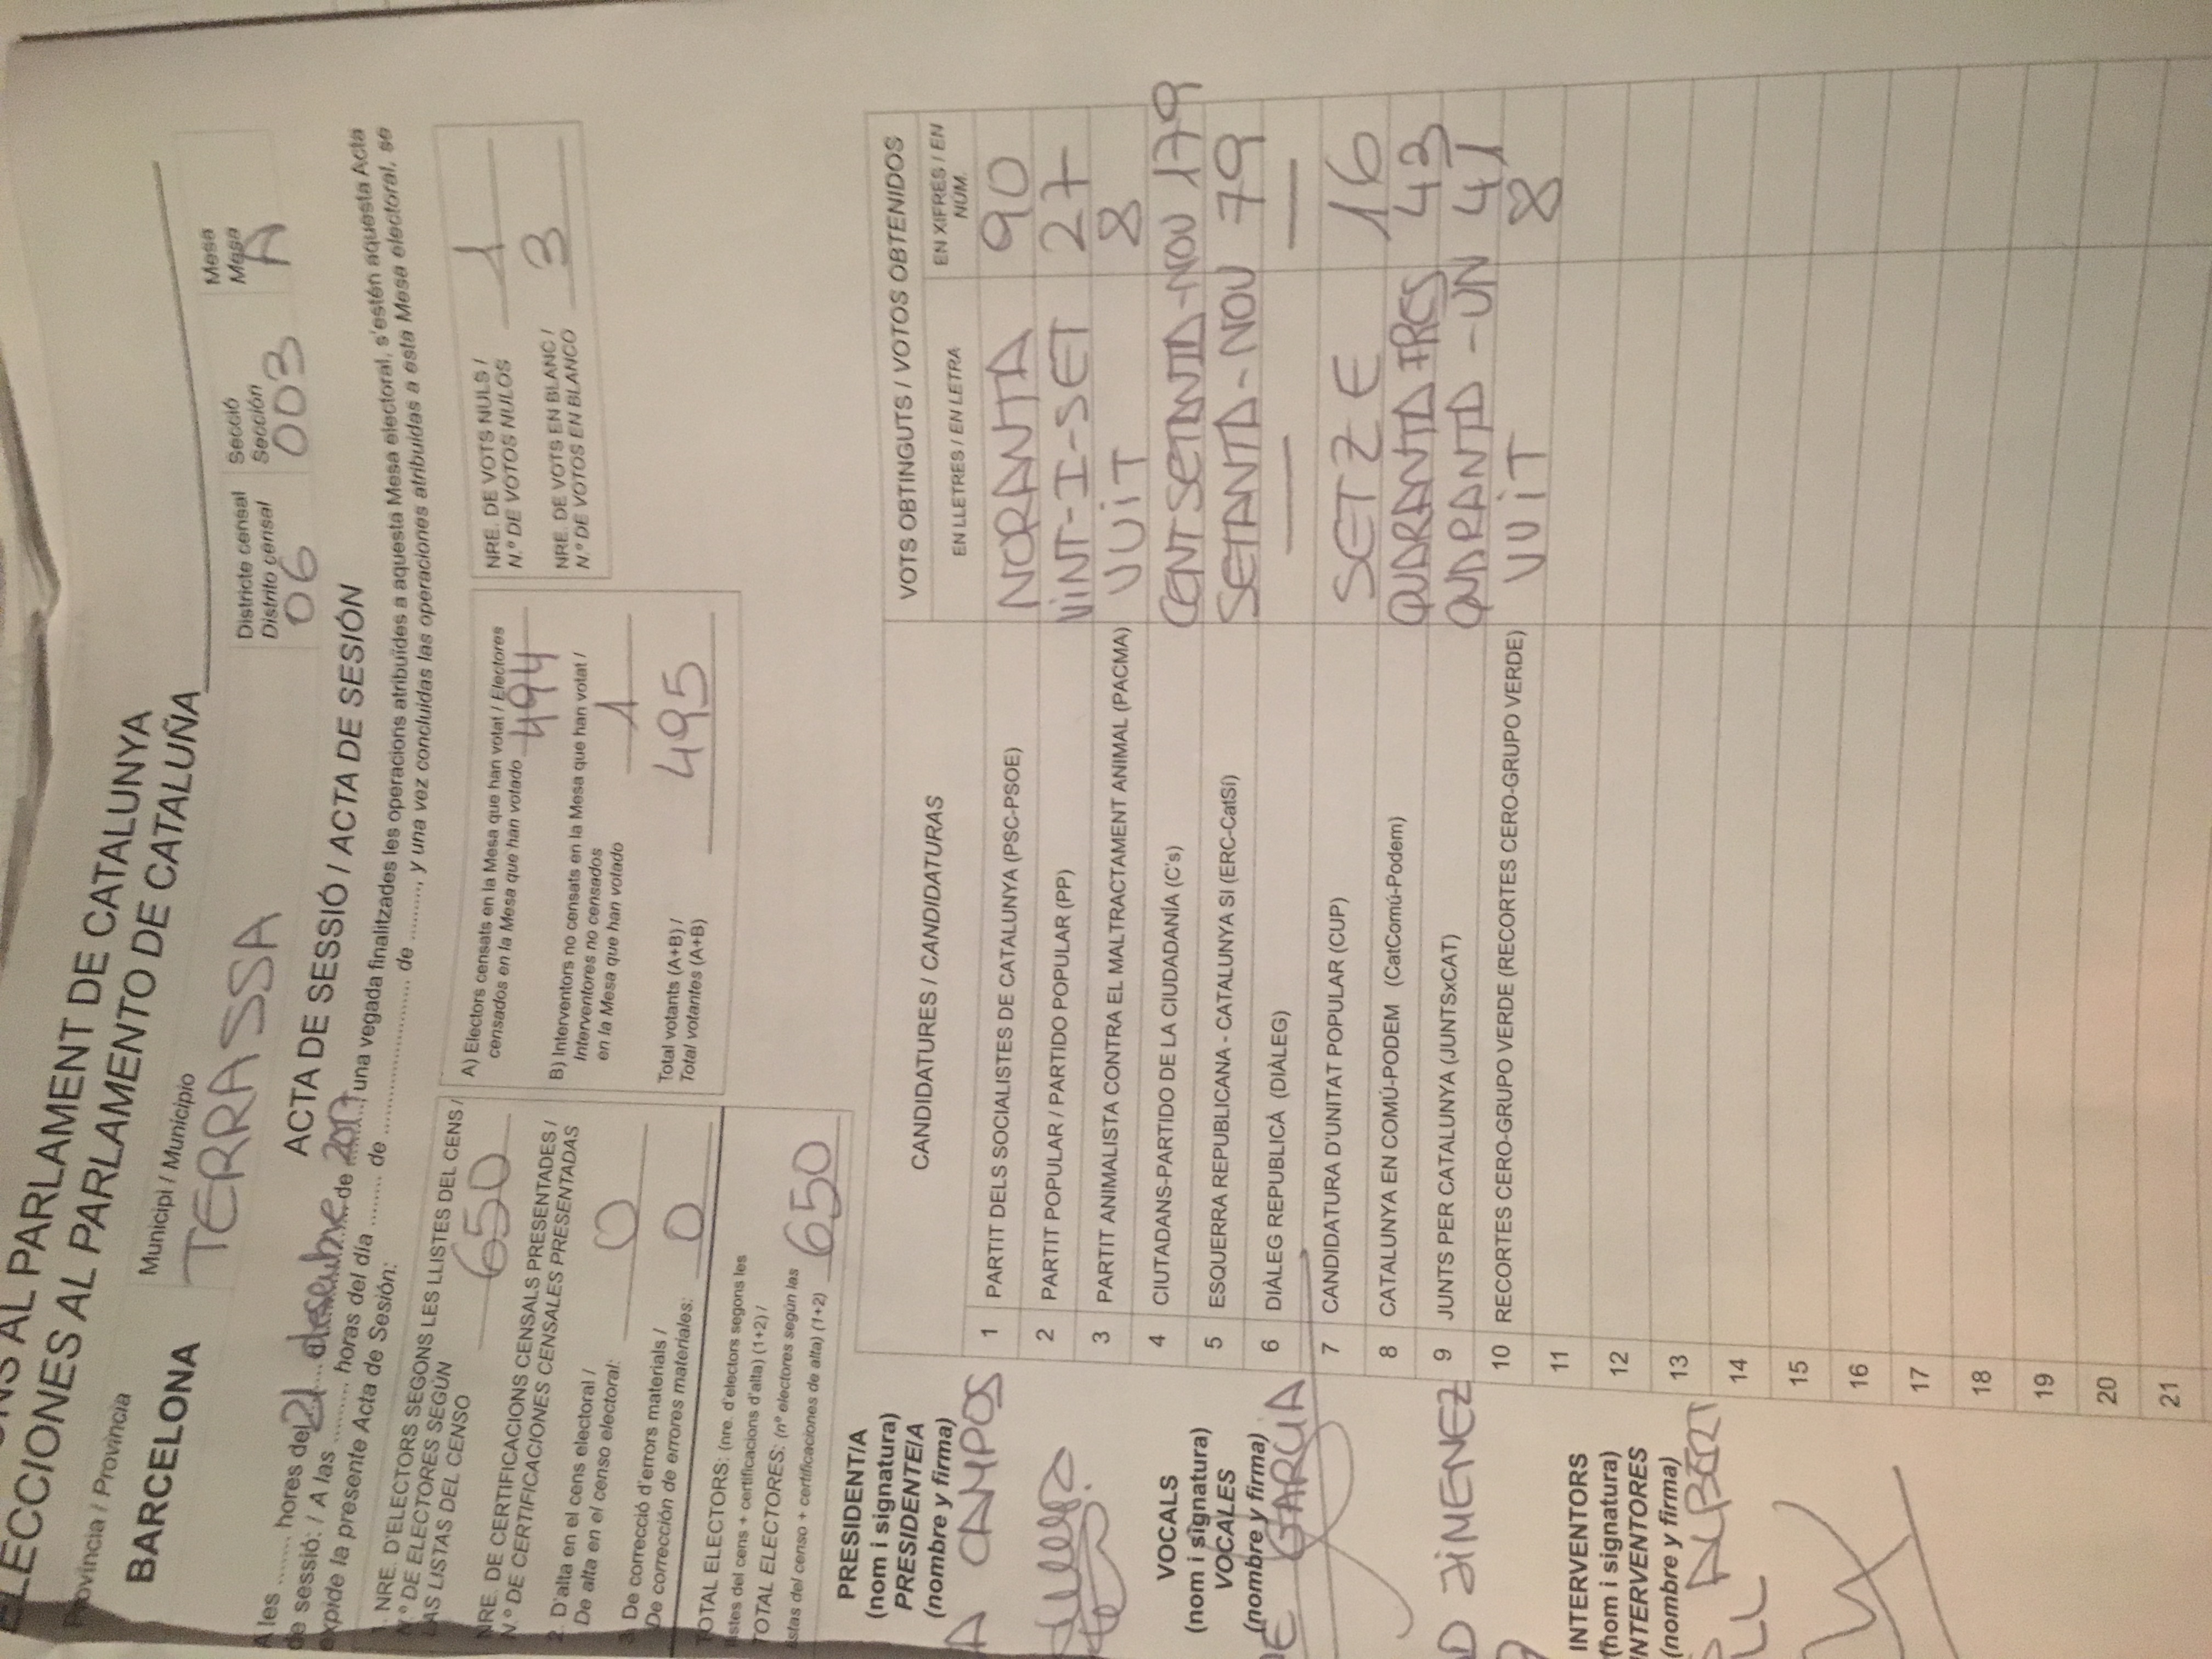 AL PARLAMENT DE CATALUNYA
ELECCIONES AL PARLAMENTO DE CATALUÑA
Província / Provincia
BARCELONA
Municipi / Municipio
TERRASSA
Districte censal
Distrito censal
06
Secció
Sección
003
Mesa
Mesa
A
ACTA DE SESSIÓ / ACTA DE SESIÓN
A les ........ hores del 21 d desembre de 2017, una vegada finalitzades les operacions atribuïdes a aquesta Mesa electoral, s'estén aquesta Acta
de sessió: / A las ......... horas del día ........ de ........................ de ........., y una vez concluidas las operaciones atribuidas a esta Mesa electoral, se
expide la presente Acta de Sesión:
1. NRE. D'ELECTORS SEGONS LES LLISTES DEL CENS /
N.º DE ELECTORES SEGÚN
LAS LISTAS DEL CENSO 650
NRE. DE CERTIFICACIONS CENSALS PRESENTADES /
N.º DE CERTIFICACIONES CENSALES PRESENTADAS
2. D'alta en el cens electoral /
De alta en el censo electoral: 0
3. De correcció d'errors materials /
De corrección de errores materiales: 0
TOTAL ELECTORS: (nre. d'electors segons les
llistes del cens + certificacions d'alta) (1+2) /
TOTAL ELECTORES: (nº electores según las
listas del censo + certificaciones de alta) (1+2) 650
A) Electors censats en la Mesa que han votat / Electores
censados en la Mesa que han votado 494
B) Interventors no censats en la Mesa que han votat /
Interventores no censados
en la Mesa que han votado 1
Total votants (A+B) /
Total votantes (A+B) 495
NRE. DE VOTS NULS /
N.º DE VOTOS NULOS 1
NRE. DE VOTS EN BLANC /
N.º DE VOTOS EN BLANCO 3
PRESIDENT/A
(nom i signatura)
PRESIDENTE/A
(nombre y firma)
A CAMPOS
VOCALS
(nom i signatura)
VOCALES
(nombre y firma)
E GARCIA
D JIMENEZ
INTERVENTORS
(nom i signatura)
INTERVENTORES
(nombre y firma)
S ALBERT
LL
CANDIDATURES / CANDIDATURAS
VOTS OBTINGUTS / VOTOS OBTENIDOS
EN LLETRES / EN LETRA
EN XIFRES / EN
NÚM.
1 PARTIT DELS SOCIALISTES DE CATALUNYA (PSC-PSOE) NORANTA 90
2 PARTIT POPULAR / PARTIDO POPULAR (PP) VINT-I-SET 27
3 PARTIT ANIMALISTA CONTRA EL MALTRACTAMENT ANIMAL (PACMA) VUIT 8
4 CIUTADANS-PARTIDO DE LA CIUDADANÍA (C's) CENT SETANTA-NOU 179
5 ESQUERRA REPUBLICANA - CATALUNYA SI (ERC-CatSí) SETANTA-NOU 79
6 DIÀLEG REPUBLICÀ (DIÀLEG) — —
7 CANDIDATURA D'UNITAT POPULAR (CUP) SETZE 16
8 CATALUNYA EN COMÚ-PODEM (CatComú-Podem) QUARANTA TRES 43
9 JUNTS PER CATALUNYA (JUNTSxCAT) QUARANTA-UN 41
10 RECORTES CERO-GRUPO VERDE (RECORTES CERO-GRUPO VERDE) VUIT 8
11
12
13
14
15
16
17
18
19
20
21